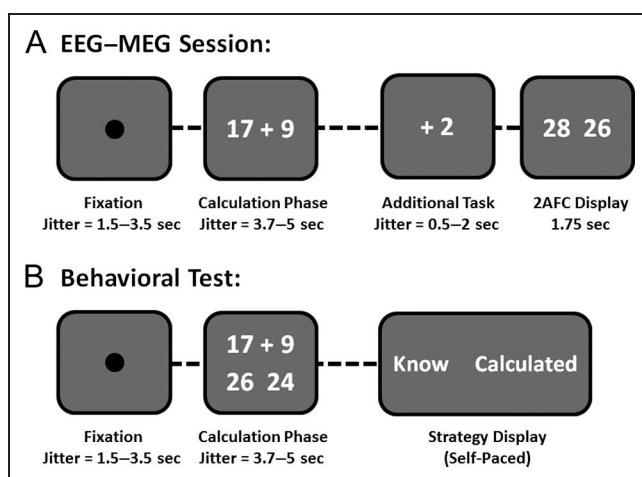 A EEG–MEG Session:
17 + 9
+ 2
28 26
Fixation
Jitter = 1.5–3.5 sec
Calculation Phase
Jitter = 3.7–5 sec
Additional Task
Jitter = 0.5–2 sec
2AFC Display
1.75 sec
B Behavioral Test:
17 + 9
26 24
Know Calculated
Fixation
Jitter = 1.5–3.5 sec
Calculation Phase
Jitter = 3.7–5 sec
Strategy Display
(Self-Paced)